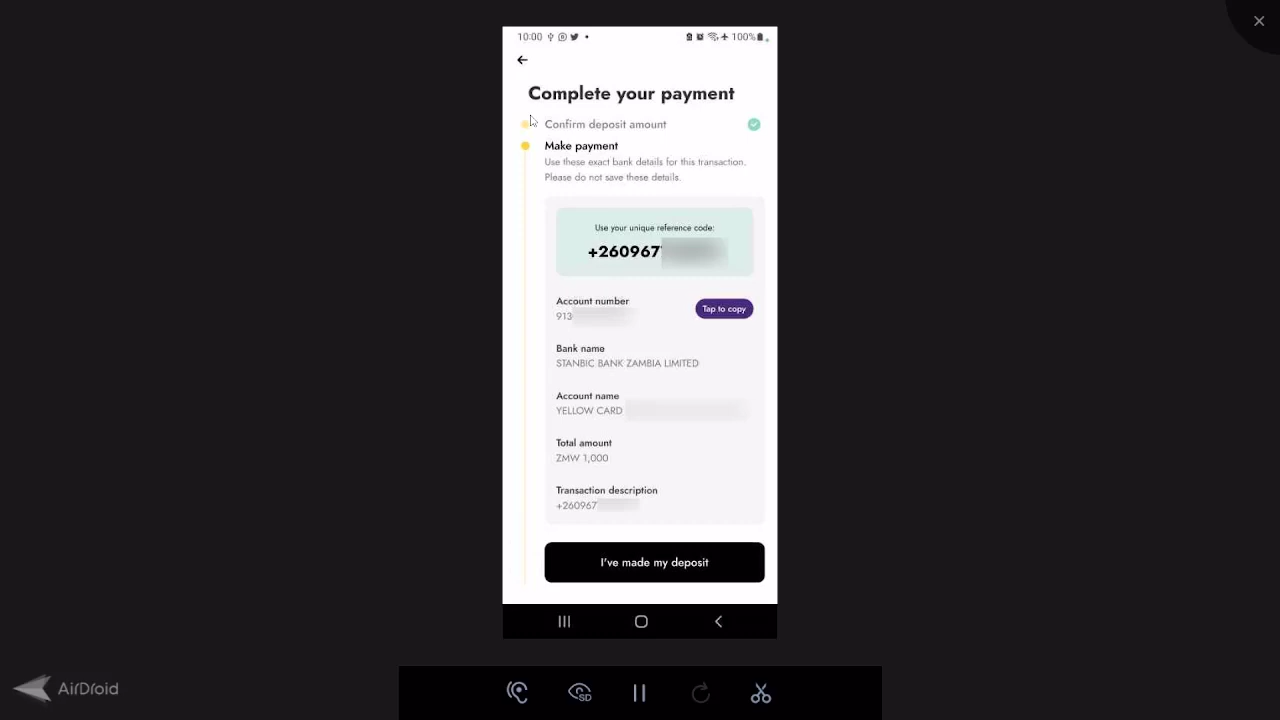 10:00
100%
Complete your payment
Confirm deposit amount
Make payment
Use these exact bank details for this transaction.
Please do not save these details.
Use your unique reference code:
+260967
Account number
913
Tap to copy
Bank name
STANBIC BANK ZAMBIA LIMITED
Account name
YELLOW CARD
Total amount
ZMW 1,000
Transaction description
+260967
I've made my deposit
AirDroid
SD